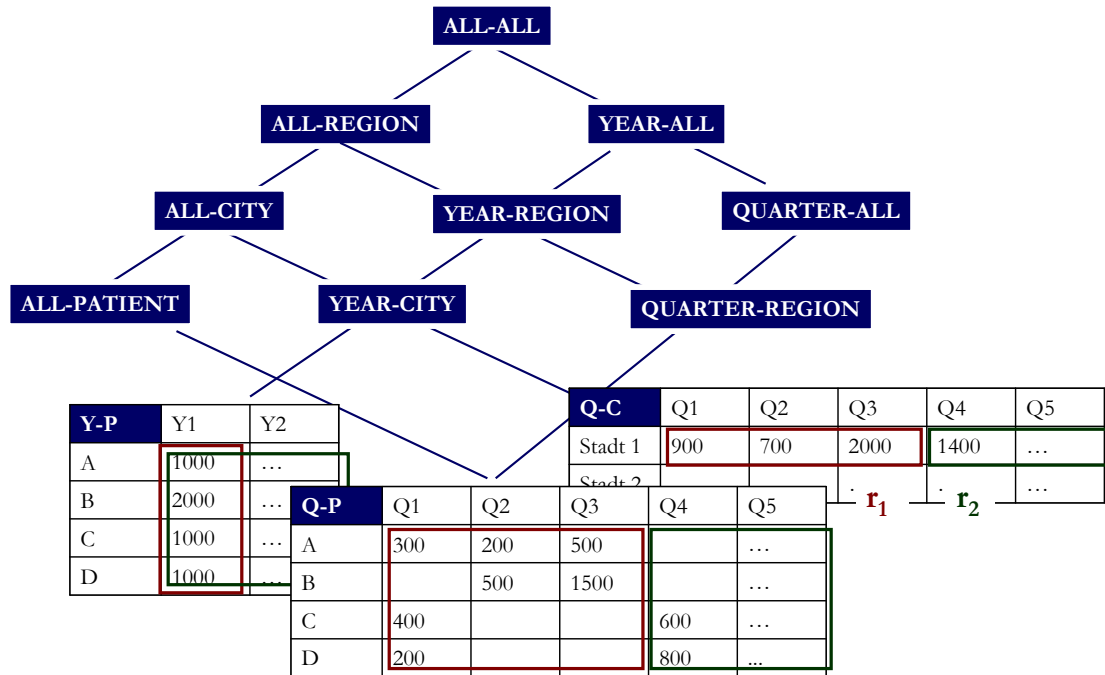 ALL-ALL
ALL-REGION YEAR-ALL
ALL-CITY YEAR-REGION QUARTER-ALL
ALL-PATIENT YEAR-CITY QUARTER-REGION
Q-C Q1 Q2 Q3 Q4 Q5
Stadt 1 900 700 2000 1400 …
Stadt 2 . . …
r1 r2
Y-P Y1 Y2
A 1000 …
B 2000 …
C 1000 …
D 1000 …
Q-P Q1 Q2 Q3 Q4 Q5
A 300 200 500 …
B 500 1500 …
C 400 600 …
D 200 800 ...